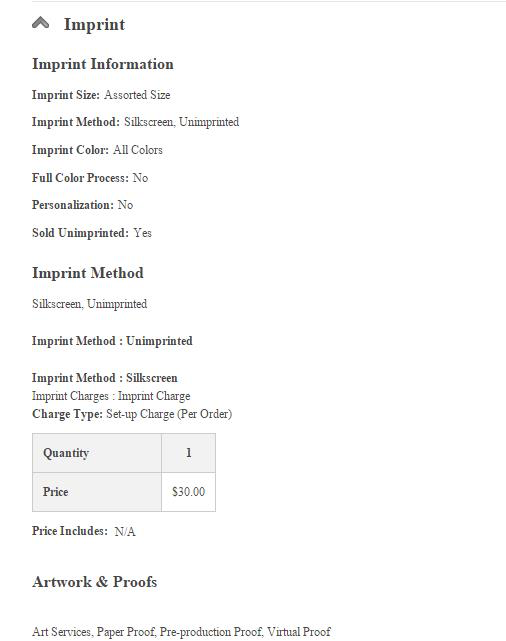 Imprint
Imprint Information
Imprint Size: Assorted Size
Imprint Method: Silkscreen, Unimprinted
Imprint Color: All Colors
Full Color Process: No
Personalization: No
Sold Unimprinted: Yes
Imprint Method
Silkscreen, Unimprinted
Imprint Method : Unimprinted
Imprint Method : Silkscreen
Imprint Charges : Imprint Charge
Charge Type: Set-up Charge (Per Order)
Quantity 1
Price $30.00
Price Includes: N/A
Artwork & Proofs
Art Services, Paper Proof, Pre-production Proof, Virtual Proof